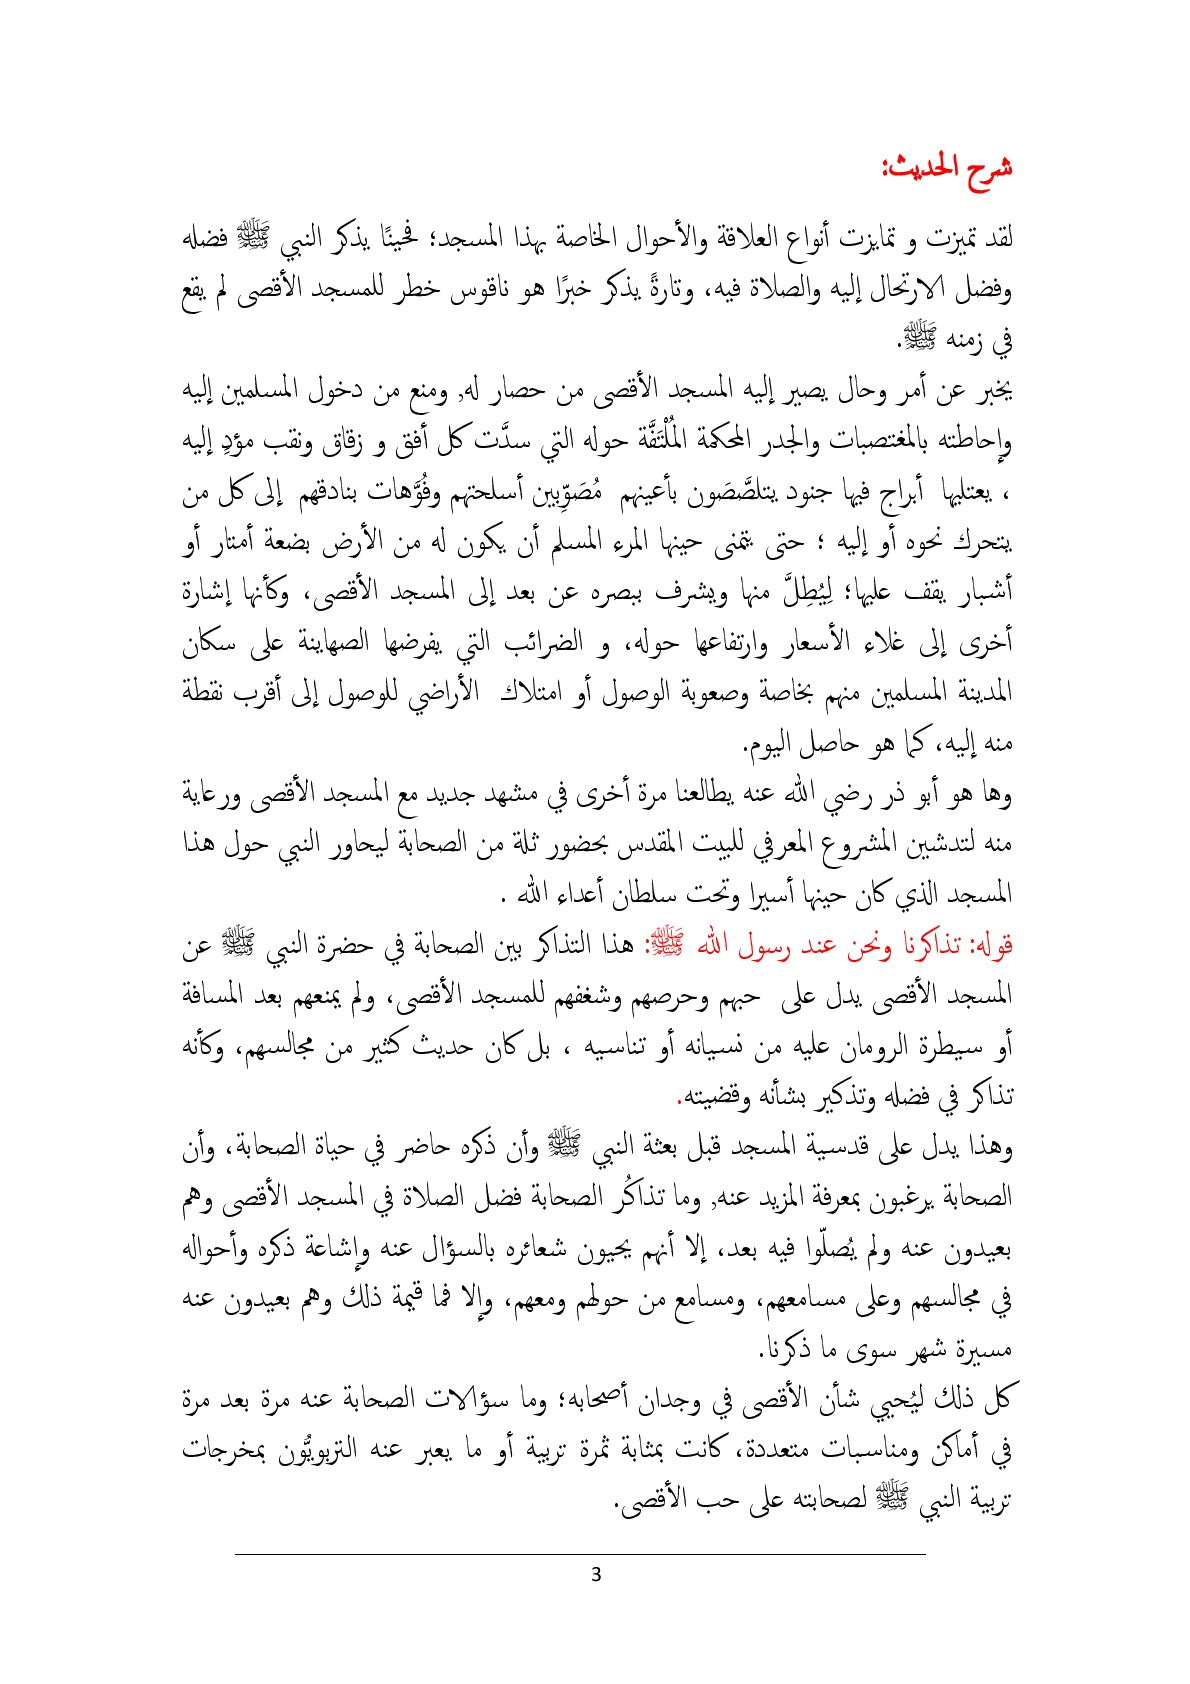 شرح الحديث:
لقد تميزت و تمايزت أنواع العلاقة والأحوال الخاصة بهذا المسجد؛ فحينًا يذكر النبي ﷺ فضله
وفضل الارتحال إليه والصلاة فيه، وتارةً يذكر خبرًا هو ناقوس خطر للمسجد الأقصى لم يقع
في زمنه ﷺ.
يخبر عن أمر وحال يصير إليه المسجد الأقصى من حصار له, ومنع من دخول المسلمين إليه
وإحاطته بالمغتصبات والجدر المحكمة المُلْتَفَّة حوله التي سدَّت كل أفق و زقاق ونقب مؤدٍ إليه
، يعتليها أبراج فيها جنود يتلصَّصَون بأعينهم مُصَوِّبين أسلحتهم وفُوَّهات بنادقهم إلى كل من
يتحرك نحوه أو إليه ؛ حتى يتمنى حينها المرء المسلم أن يكون له من الأرض بضعة أمتار أو
أشبار يقف عليها؛ لِيُطِلَّ منها ويشرف ببصره عن بعد إلى المسجد الأقصى، وكأنها إشارة
أخرى إلى غلاء الأسعار وارتفاعها حوله، و الضرائب التي يفرضها الصهاينة على سكان
المدينة المسلمين منهم بخاصة وصعوبة الوصول أو امتلاك الأراضي للوصول إلى أقرب نقطة
منه إليه، كما هو حاصل اليوم.
وها هو أبو ذر رضي الله عنه يطالعنا مرة أخرى في مشهد جديد مع المسجد الأقصى ورعاية
منه لتدشين المشروع المعرفي للبيت المقدس بحضور ثلة من الصحابة ليحاور النبي حول هذا
المسجد الذي كان حينها أسيرا وتحت سلطان أعداء الله .
قوله: تذاكرنا ونحن عند رسول الله ﷺ: هذا التذاكر بين الصحابة في حضرة النبي ﷺ عن
المسجد الأقصى يدل على حبهم وحرصهم وشغفهم للمسجد الأقصى، ولم يمنعهم بعد المسافة
أو سيطرة الرومان عليه من نسيانه أو تناسيه ، بل كان حديث كثير من مجالسهم، وكأنه
تذاكر في فضله وتذكير بشأنه وقضيته.
وهذا يدل على قدسية المسجد قبل بعثة النبي ﷺ وأن ذكره حاضر في حياة الصحابة، وأن
الصحابة يرغبون بمعرفة المزيد عنه, وما تذاكُر الصحابة فضل الصلاة في المسجد الأقصى وهم
بعيدون عنه ولم يُصلّوا فيه بعد، إلا أنهم يحيون شعائره بالسؤال عنه وإشاعة ذكره وأحواله
في مجالسهم وعلى مسامعهم، ومسامع من حولهم ومعهم، وإلا فما قيمة ذلك وهم بعيدون عنه
مسيرة شهر سوى ما ذكرنا.
كل ذلك ليُحيي شأن الأقصى في وجدان أصحابه؛ وما سؤالات الصحابة عنه مرة بعد مرة
في أماكن ومناسبات متعددة، كانت بمثابة ثمرة تربية أو ما يعبر عنه التربويُّون بمخرجات
تربية النبي ﷺ لصحابته على حب الأقصى.
3